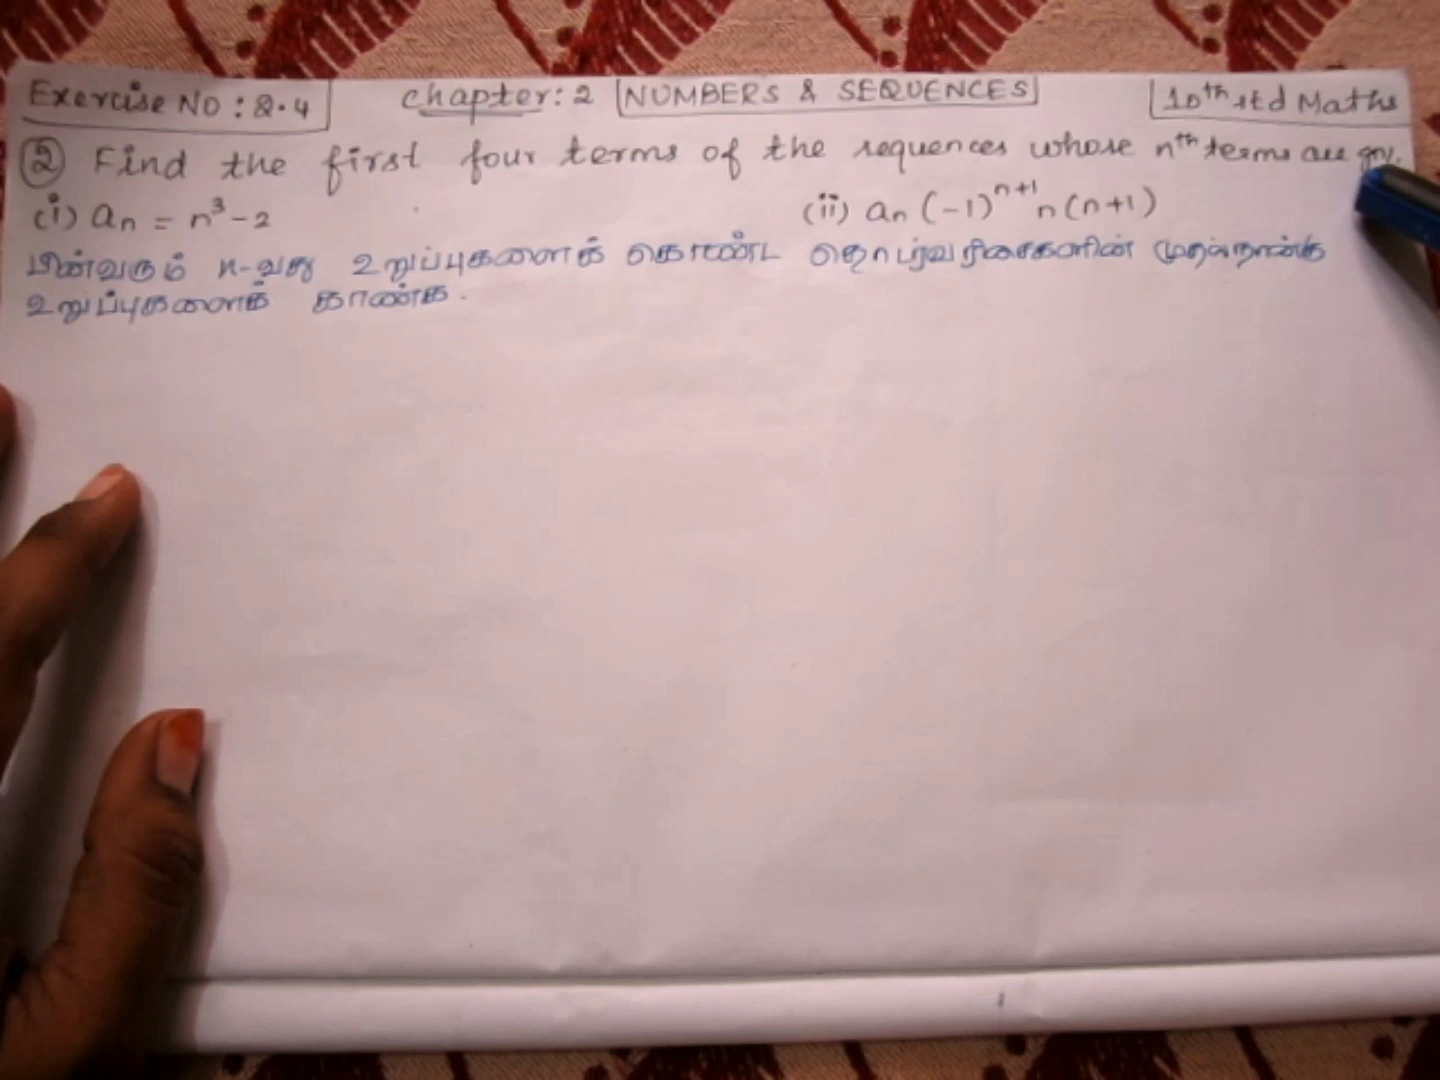 Exercise NO : 2.4 chapter: 2 NUMBERS & SEQUENCES 10th std Maths
② Find the first four terms of the sequences whose nth terms are
(i) aₙ = n³ - 2 (ii) aₙ (-1)ⁿ⁺¹ n(n+1)
பின்வரும் n-வது உறுப்புகளைக் கொண்ட தொடர்வரிசைகளின் முதல் நான்கு
உறுப்புகளைக் காண்க.